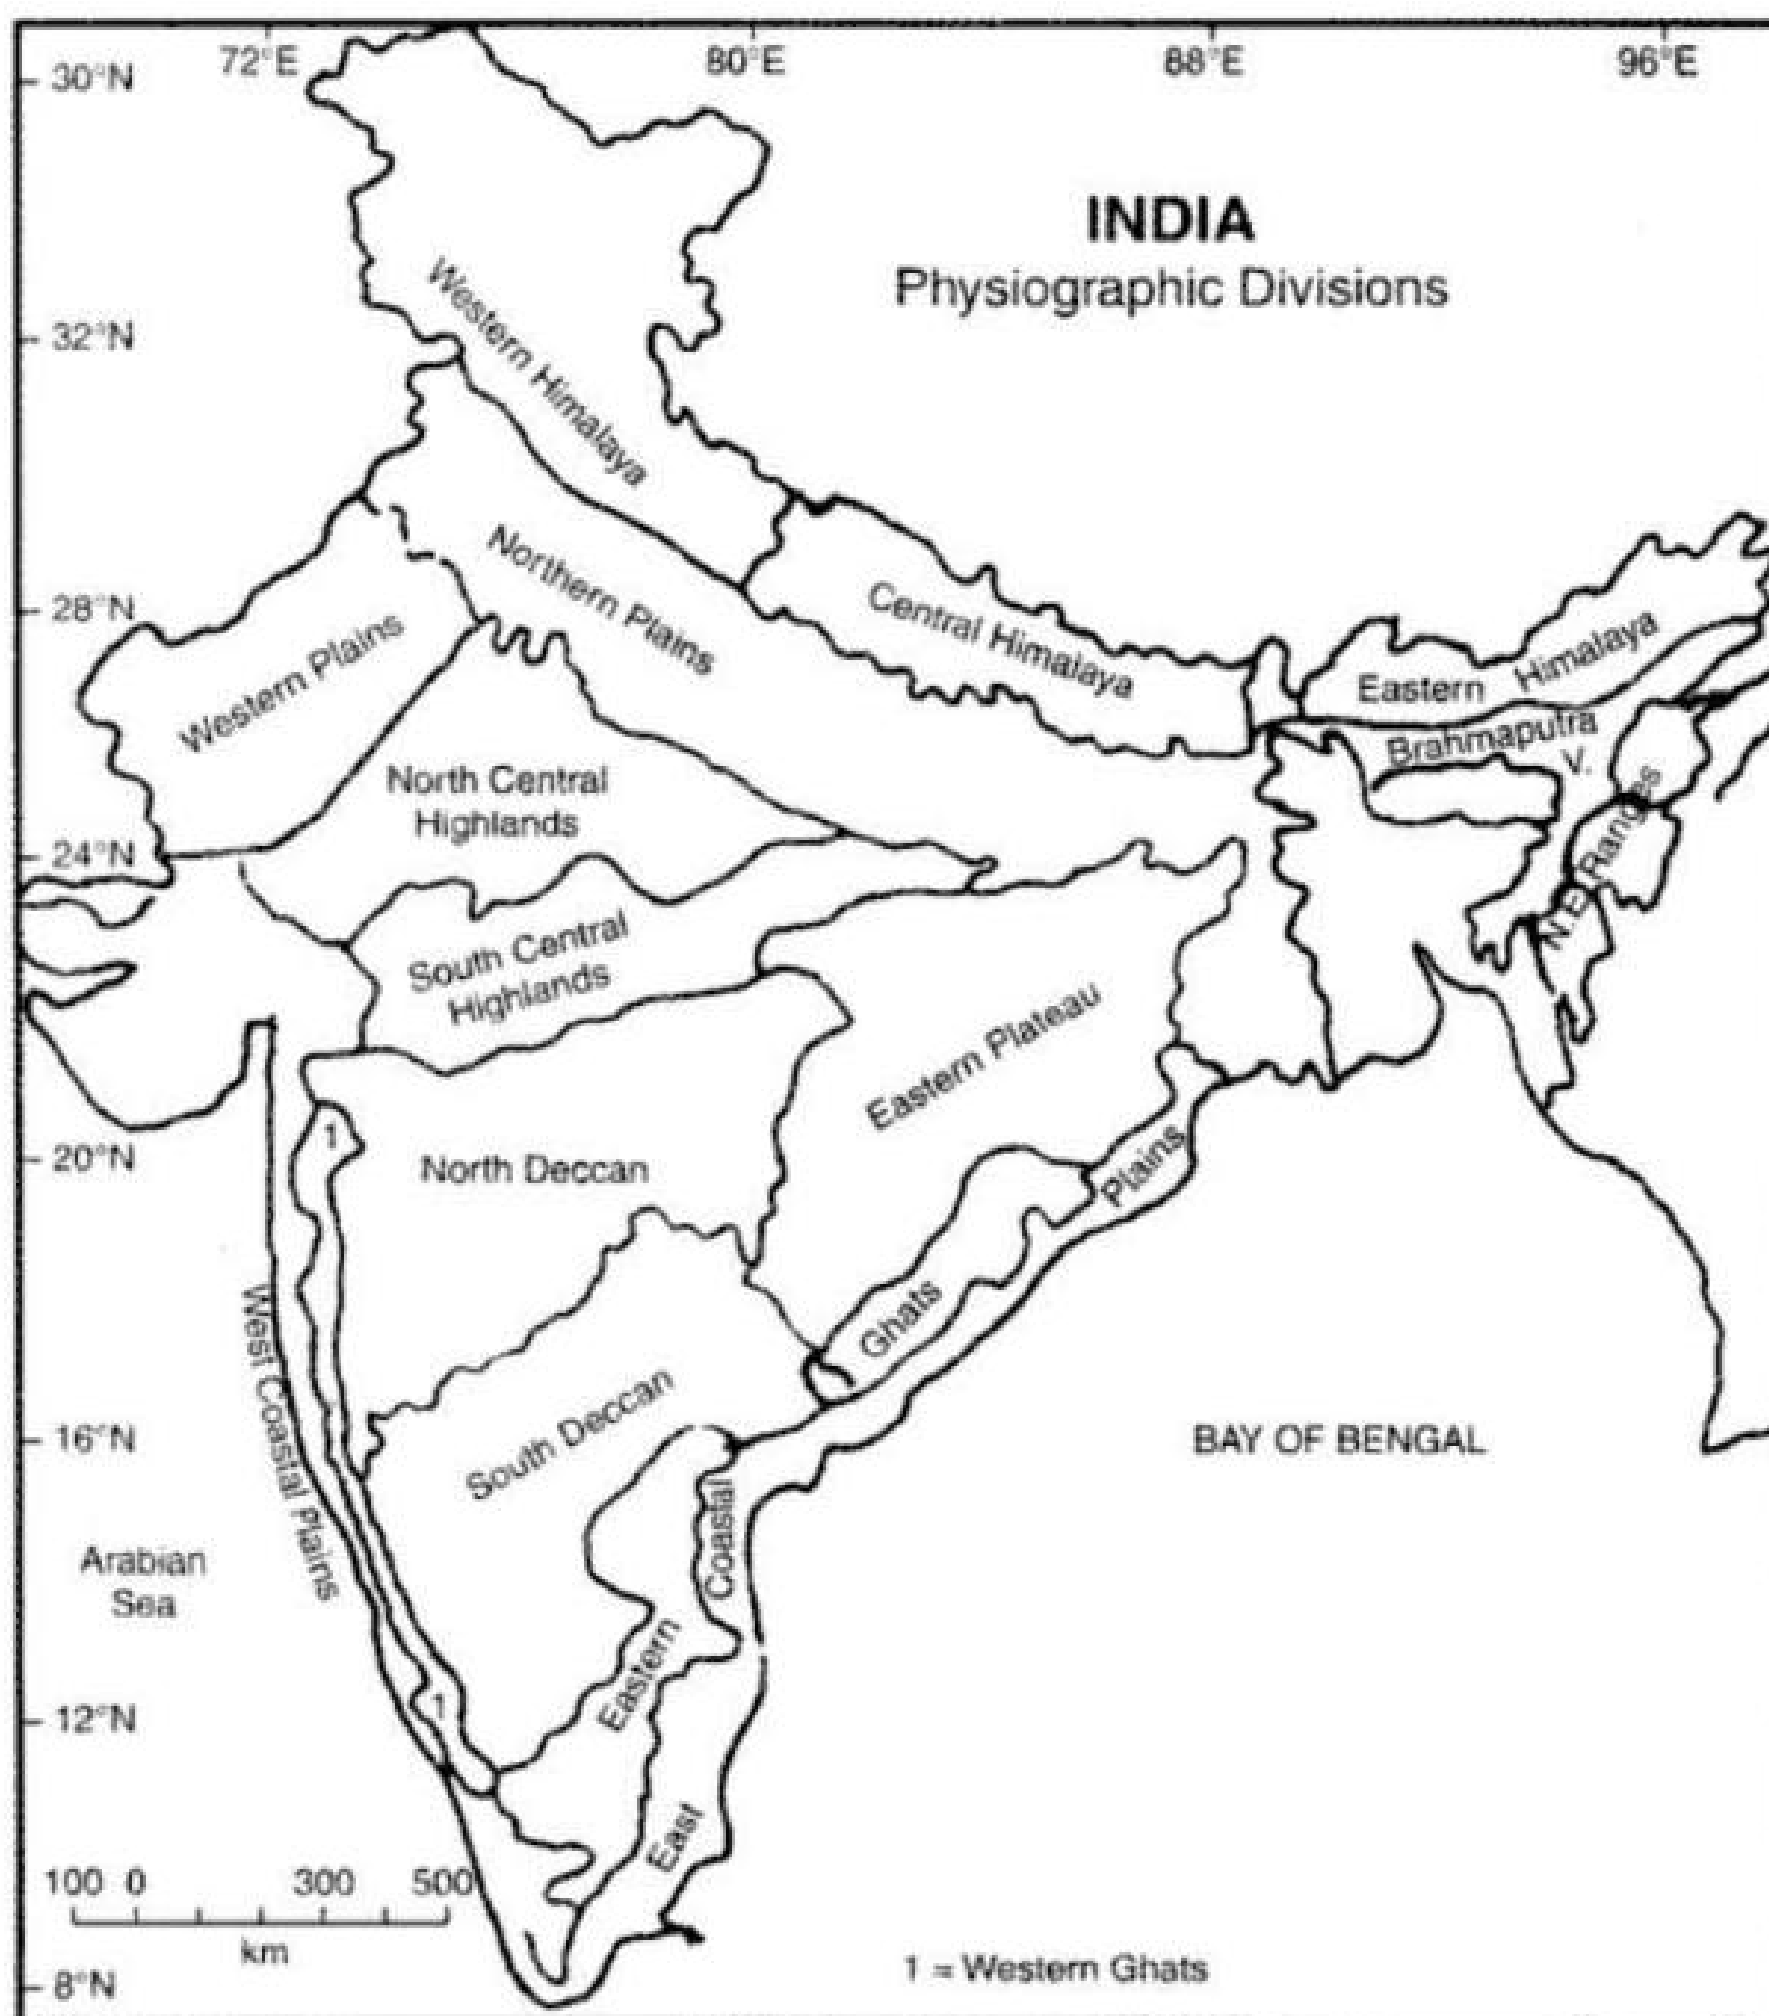 72°E 80°E 88°E 96°E
30°N
INDIA
Physiographic Divisions
32°N
Western Himalaya
28°N
Northern Plains
Central Himalaya
Western Plains
Eastern Himalaya
Brahmaputra
V.
North Central
Highlands
24°N
N.E. Ranges
South Central
Highlands
Eastern Plateau
20°N
1
North Deccan
Plains
Ghats
West Coastal Plains
South Deccan
16°N
BAY OF BENGAL
Coastal
Arabian
Sea
Eastern
12°N
1
East
100 0 300 500
km
1 = Western Ghats
8°N